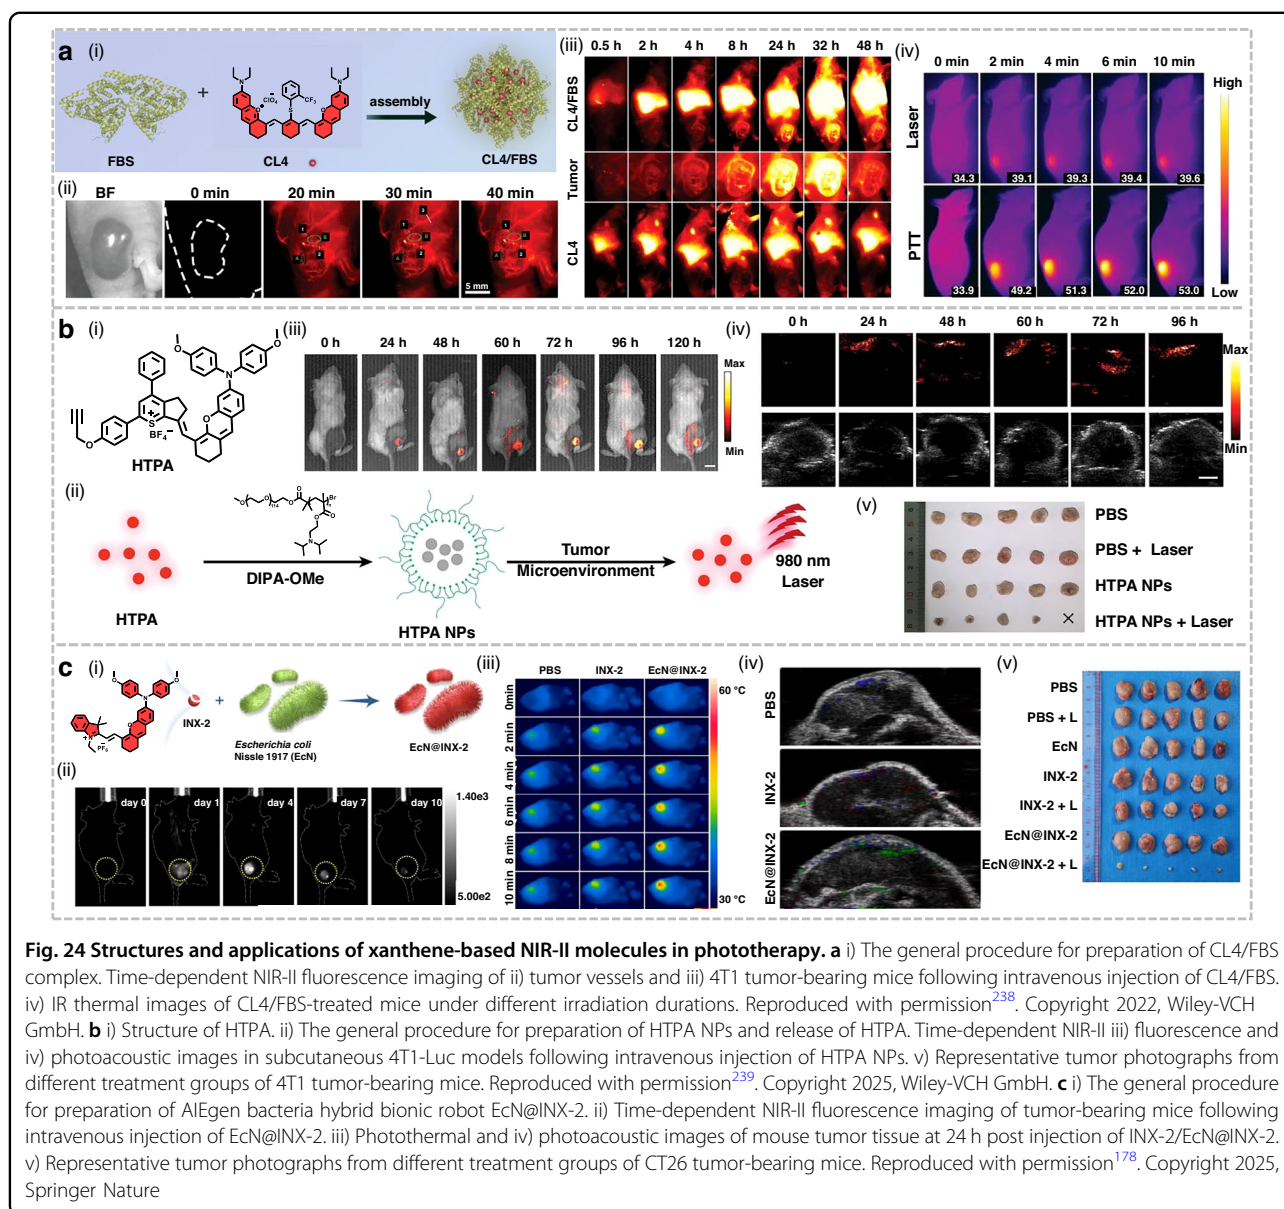 a (i)
FBS
+
CL4
assembly
CL4/FBS
N
N
ClO4 -
O
S
CF3
O
(ii) BF 0 min 20 min 30 min 40 min
1 2 A B
1 2 3 A B
1 2 A B
5 mm
(iii) 0.5 h 2 h 4 h 8 h 24 h 32 h 48 h
CL4/FBS
Tumor
CL4
(iv) 0 min 2 min 4 min 6 min 10 min
Laser
34.3 39.1 39.3 39.4 39.6
PTT
33.9 49.2 51.3 52.0 53.0
High
Low
b (i)
O
O
N
O
S
+
BF4 -
O
HTPA
(iii) 0 h 24 h 48 h 60 h 72 h 96 h 120 h
Max
Min
(iv) 0 h 24 h 48 h 60 h 72 h 96 h
Max
Min
(ii)
HTPA
DIPA-OMe
HTPA NPs
Tumor
Microenvironment
980 nm
Laser
(v)
PBS
PBS + Laser
HTPA NPs
HTPA NPs + Laser
×
c (i)
INX-2
+
Escherichia coli
Nissle 1917 (EcN)
EcN@INX-2
(ii)
day 0 day 1 day 4 day 7 day 10
1.40e3
5.00e2
(iii)
PBS INX-2 EcN@INX-2
0min
2 min
4 min
6 min
8 min
10 min
60 °C
30 °C
(iv)
PBS
INX-2
EcN@INX-2
(v)
PBS
PBS + L
EcN
INX-2
INX-2 + L
EcN@INX-2
EcN@INX-2 + L
Fig. 24 Structures and applications of xanthene-based NIR-II molecules in phototherapy. a i) The general procedure for preparation of CL4/FBS
complex. Time-dependent NIR-II fluorescence imaging of ii) tumor vessels and iii) 4T1 tumor-bearing mice following intravenous injection of CL4/FBS.
iv) IR thermal images of CL4/FBS-treated mice under different irradiation durations. Reproduced with permission238. Copyright 2022, Wiley-VCH
GmbH. b i) Structure of HTPA. ii) The general procedure for preparation of HTPA NPs and release of HTPA. Time-dependent NIR-II iii) fluorescence and
iv) photoacoustic images in subcutaneous 4T1-Luc models following intravenous injection of HTPA NPs. v) Representative tumor photographs from
different treatment groups of 4T1 tumor-bearing mice. Reproduced with permission239. Copyright 2025, Wiley-VCH GmbH. c i) The general procedure
for preparation of AIEgen bacteria hybrid bionic robot EcN@INX-2. ii) Time-dependent NIR-II fluorescence imaging of tumor-bearing mice following
intravenous injection of EcN@INX-2. iii) Photothermal and iv) photoacoustic images of mouse tumor tissue at 24 h post injection of INX-2/EcN@INX-2.
v) Representative tumor photographs from different treatment groups of CT26 tumor-bearing mice. Reproduced with permission178. Copyright 2025,
Springer Nature